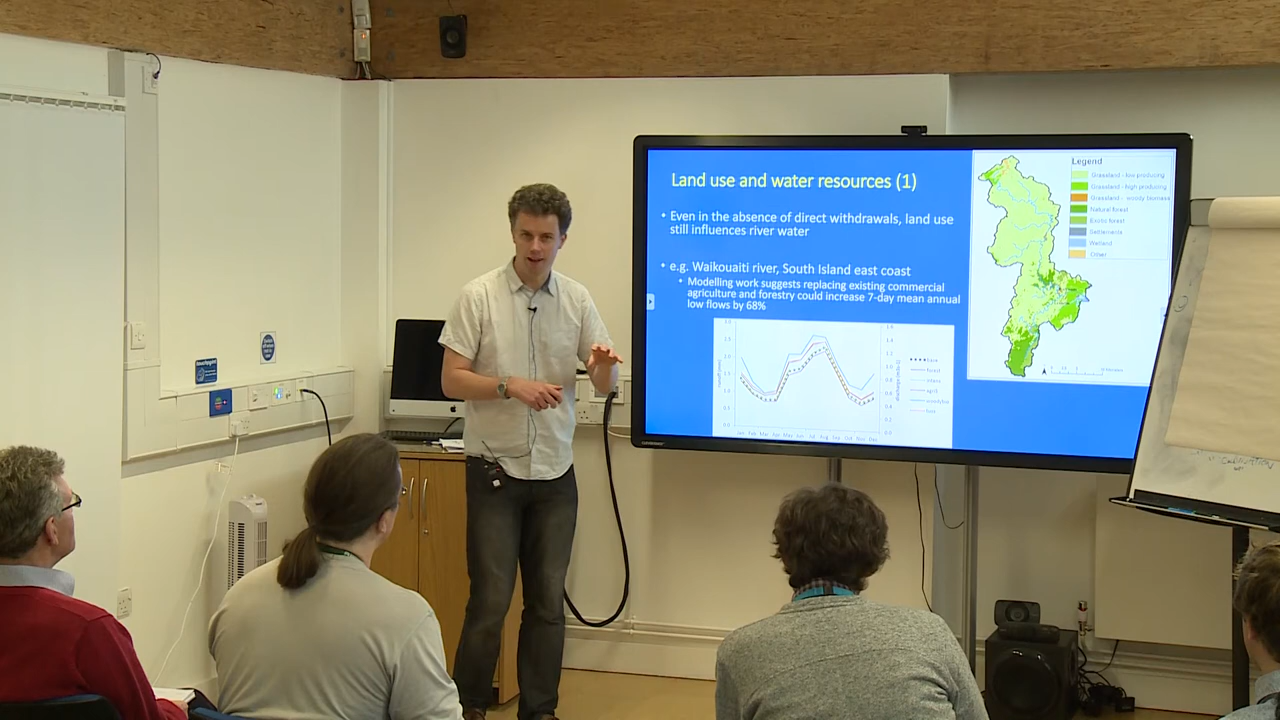 Land use and water resources (1)
• Even in the absence of direct withdrawals, land use
still influences river water
• e.g. Waikouaiti river, South Island east coast
• Modelling work suggests replacing existing commercial
agriculture and forestry could increase 7-day mean annual
low flows by 68%
Legend
Grassland - low producing
Grassland - high producing
Grassland - woody biomass
Natural forest
Exotic forest
Settlements
Wetland
Other